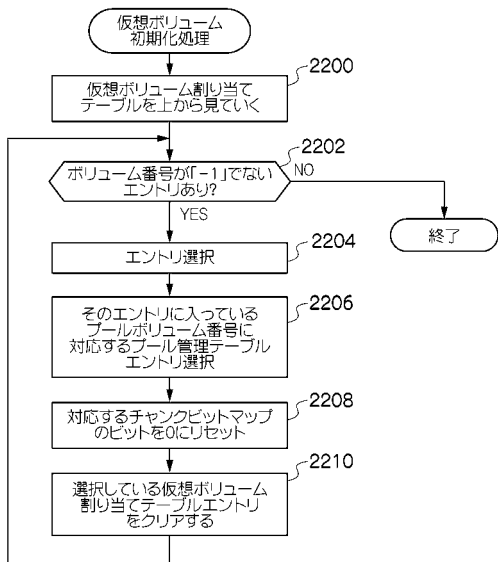 仮想ボリューム
初期化処理
2200
仮想ボリューム割り当て
テーブルを上から見ていく
2202
ボリューム番号が「-1」でない
エントリあり?
NO
YES
終了
2204
エントリ選択
2206
そのエントリに入っている
プールボリューム番号に
対応するプール管理テーブル
エントリ選択
2208
対応するチャンクビットマップ
のビットを0にリセット
2210
選択している仮想ボリューム
割り当てテーブルエントリ
をクリアする